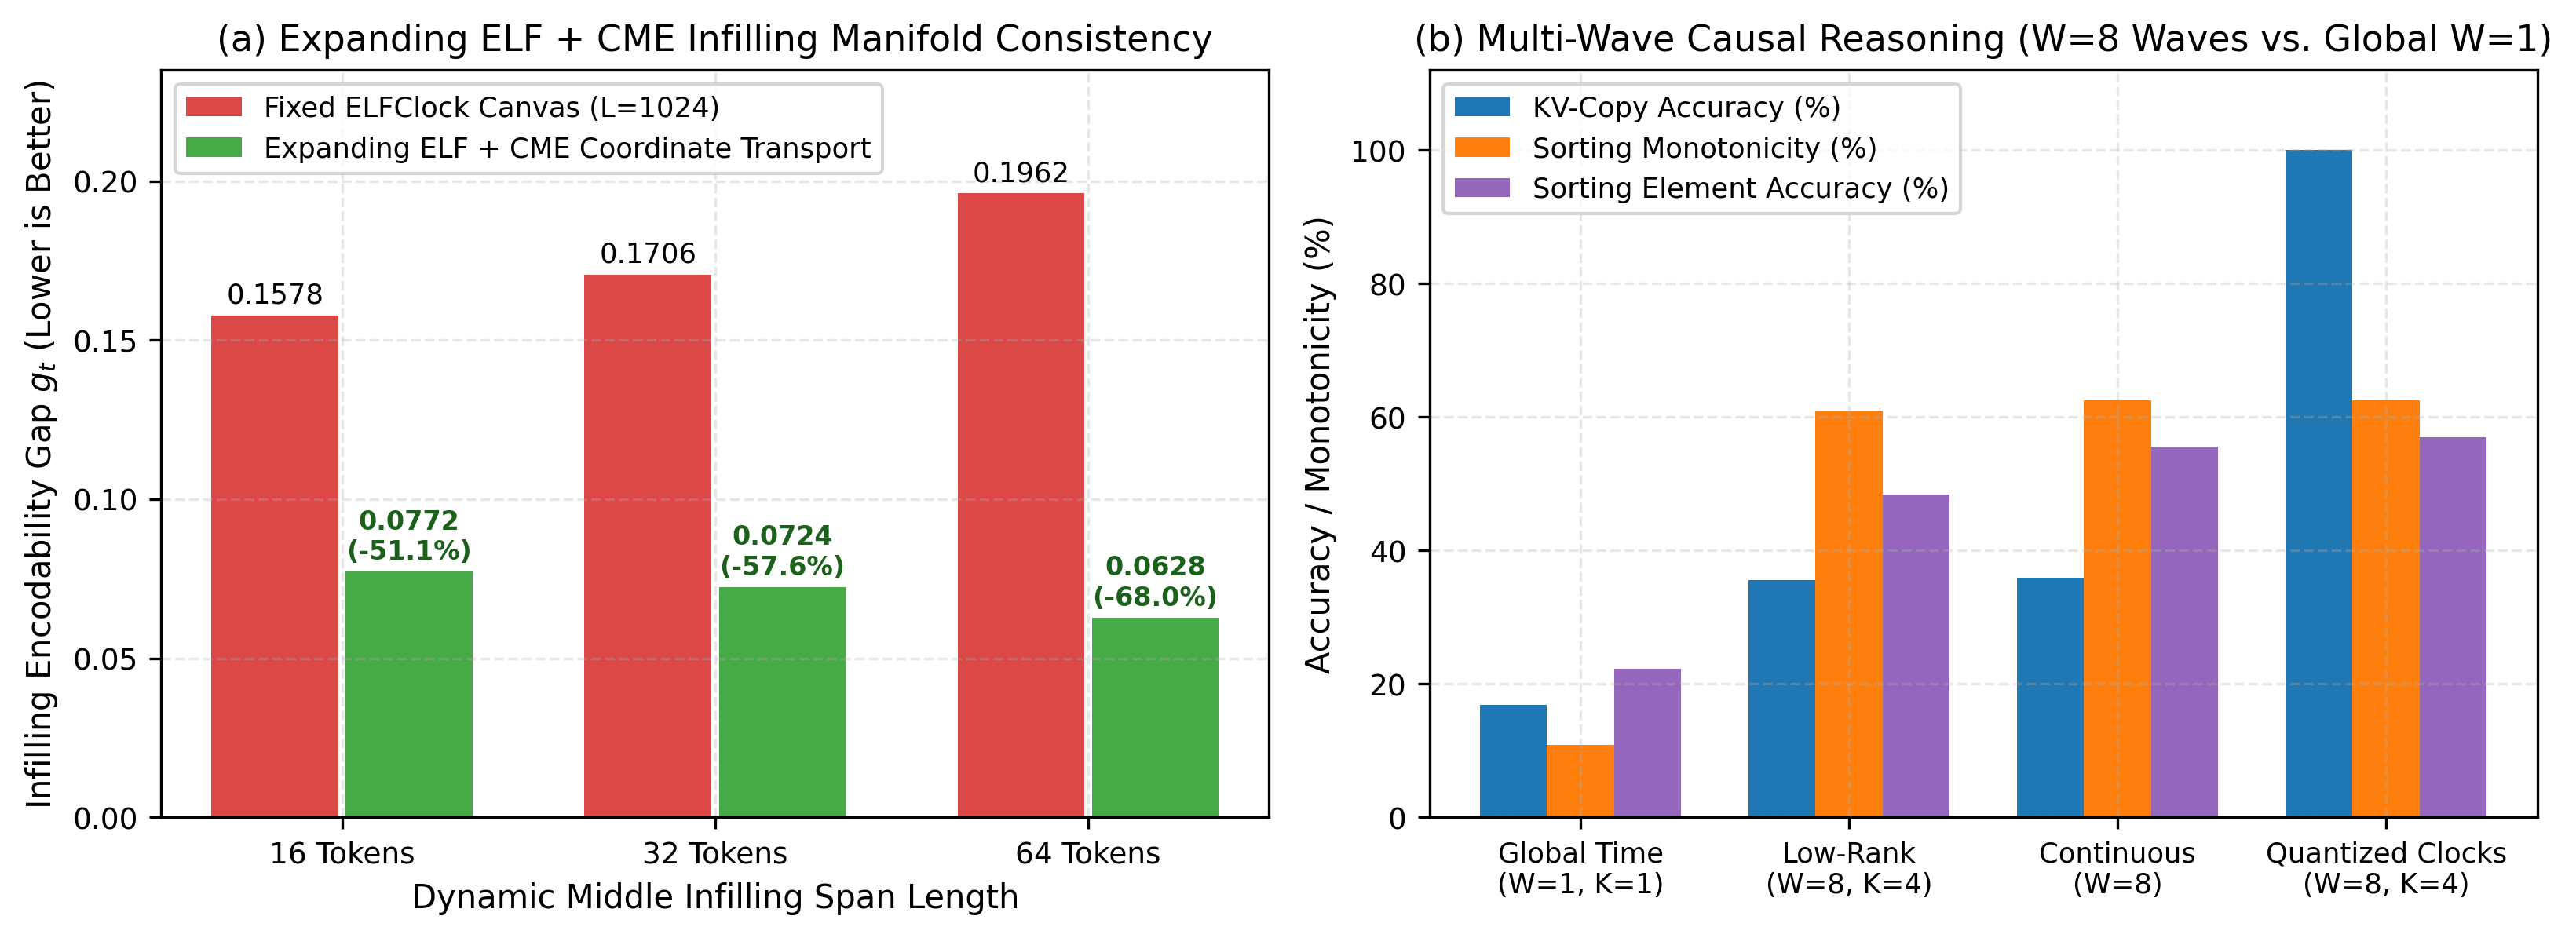 (a) Expanding ELF + CME Infilling Manifold Consistency
Infilling Encodability Gap g_t (Lower is Better)
0.20
0.15
0.10
0.05
0.00
Fixed ELFClock Canvas (L=1024)
Expanding ELF + CME Coordinate Transport
0.1578
0.0772
(-51.1%)
0.1706
0.0724
(-57.6%)
0.1962
0.0628
(-68.0%)
16 Tokens
32 Tokens
64 Tokens
Dynamic Middle Infilling Span Length
(b) Multi-Wave Causal Reasoning (W=8 Waves vs. Global W=1)
Accuracy / Monotonicity (%)
100
80
60
40
20
0
KV-Copy Accuracy (%)
Sorting Monotonicity (%)
Sorting Element Accuracy (%)
Global Time
(W=1, K=1)
Low-Rank
(W=8, K=4)
Continuous
(W=8)
Quantized Clocks
(W=8, K=4)